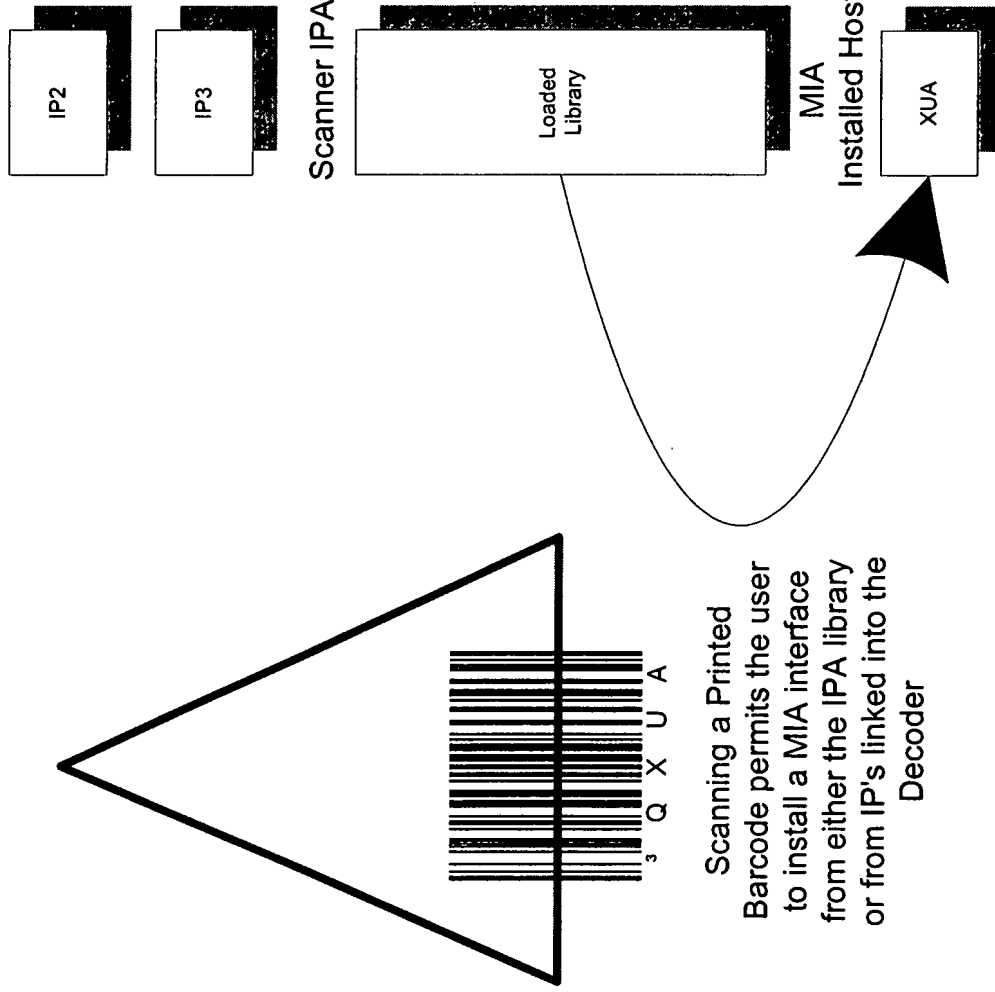 IP2
IP3
Scanner IPA
Loaded
Library
MIA
Installed Host
XUA
³ Q X U A
Scanning a Printed
Barcode permits the user
to install a MIA interface
from either the IPA library
or from IP's linked into the
Decoder